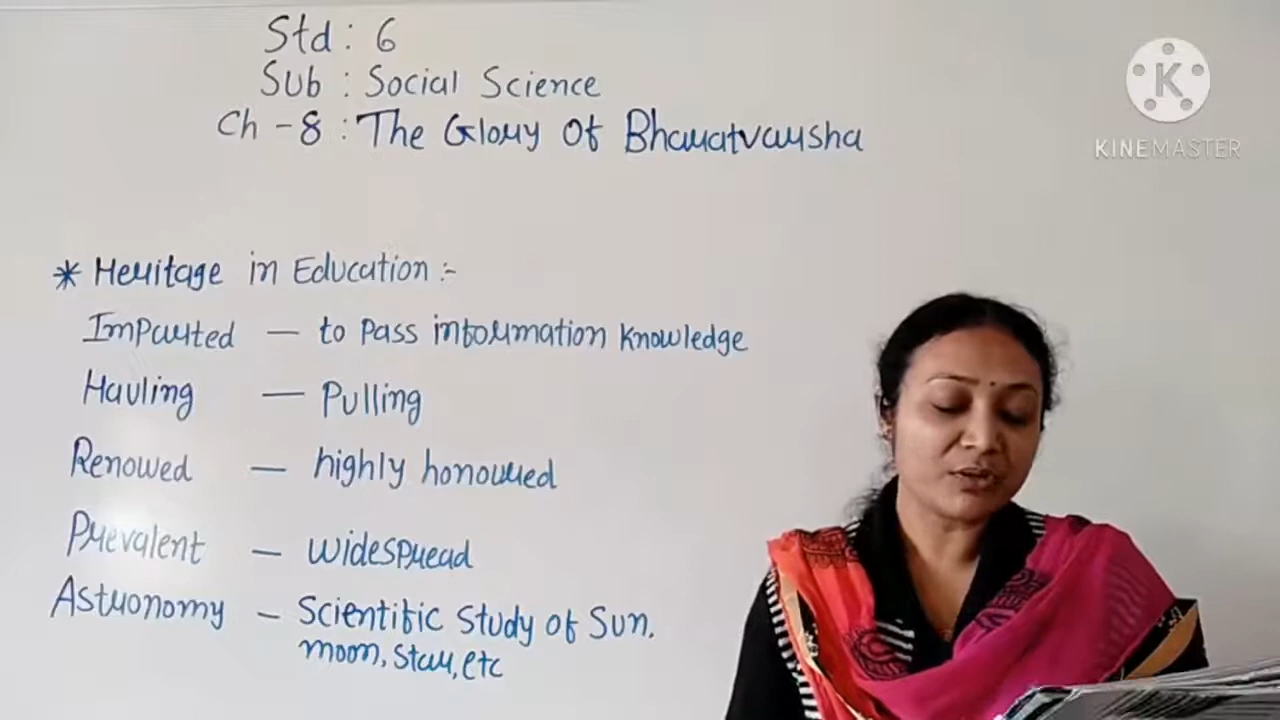 Std : 6
Sub : Social Science
Ch - 8 : The Glory Of Bharatvarsha
KINEMASTER
* Heritage in Education :-
Imparted — to pass information knowledge
Hauling — Pulling
Renowed — highly honoured
Prevalent — widespread
Astronomy — Scientific Study of Sun.
moon, star, etc